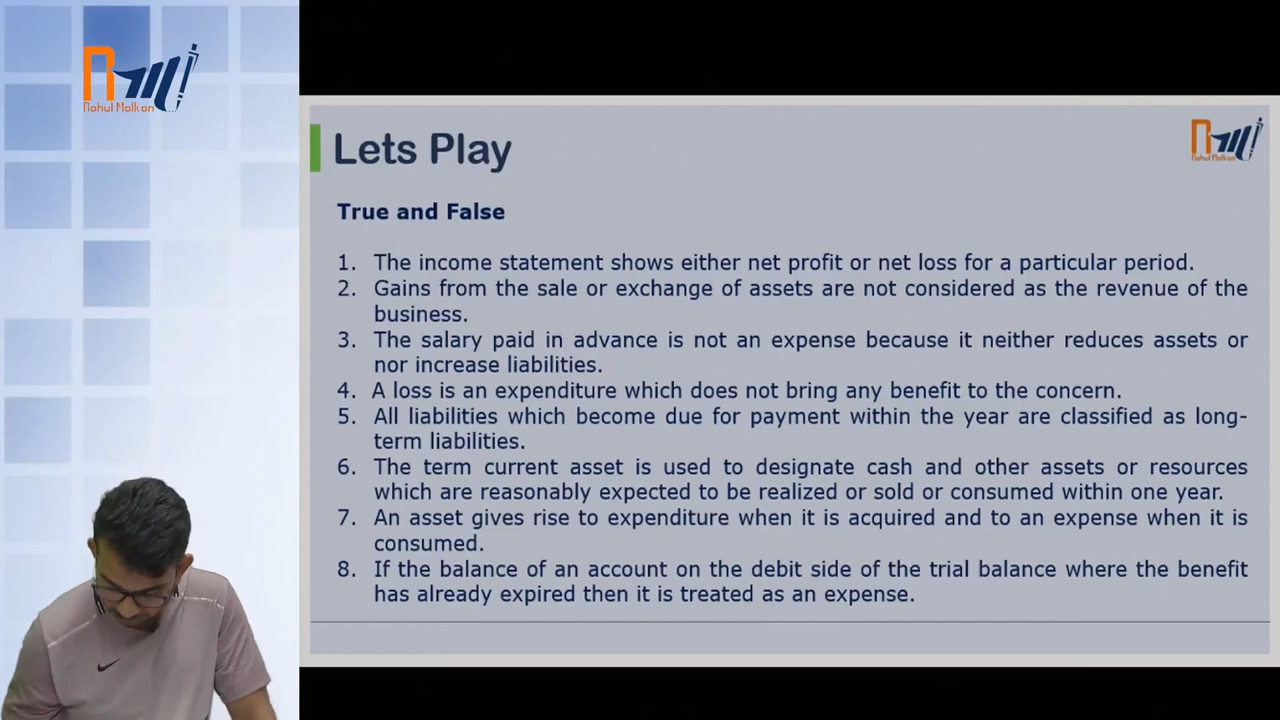 Rahul Malkan
Rahul Malkan
Lets Play
True and False
1. The income statement shows either net profit or net loss for a particular period.
2. Gains from the sale or exchange of assets are not considered as the revenue of the
business.
3. The salary paid in advance is not an expense because it neither reduces assets or
nor increase liabilities.
4. A loss is an expenditure which does not bring any benefit to the concern.
5. All liabilities which become due for payment within the year are classified as long-
term liabilities.
6. The term current asset is used to designate cash and other assets or resources
which are reasonably expected to be realized or sold or consumed within one year.
7. An asset gives rise to expenditure when it is acquired and to an expense when it is
consumed.
8. If the balance of an account on the debit side of the trial balance where the benefit
has already expired then it is treated as an expense.